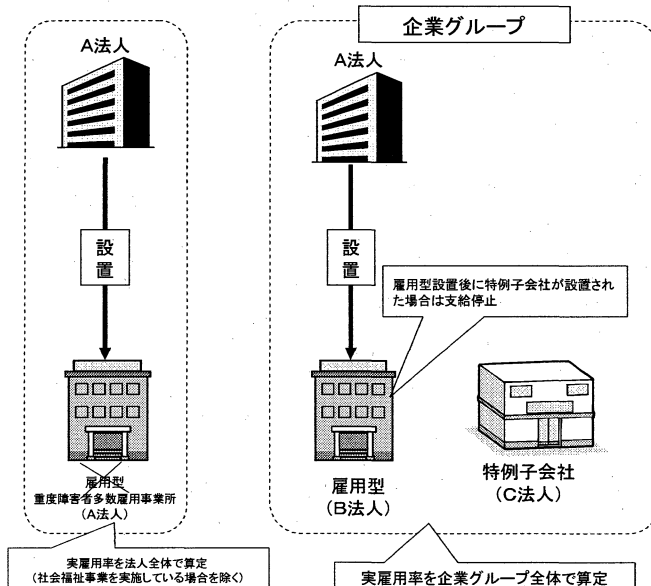 A法人
設
置
雇用型
重度障害者多数雇用事業所
(A法人)
実雇用率を法人全体で算定
(社会福祉事業を実施している場合を除く)
企業グループ
A法人
設
置
雇用型設置後に特例子会社が設置され
た場合は支給停止
雇用型
(B法人)
特例子会社
(C法人)
実雇用率を企業グループ全体で算定